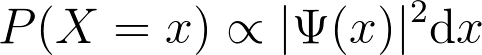 P(X = x) ∝ |Ψ(x)|²dx